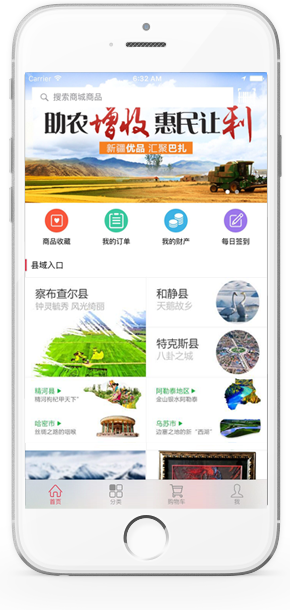 Carrier
6:32 AM
搜索商城商品
助农增收 惠民让利
新疆优品 汇聚巴扎
商品收藏
我的订单
我的财产
每日签到
县域入口
察布查尔县
钟灵毓秀 风光绮丽
和静县
天鹅故乡
特克斯县
八卦之城
精河县
精河枸杞甲天下"
阿勒泰地区
金山银水阿勒泰
哈密市
丝绸之路的咽喉
乌苏市
边塞之地的新 "西湖"
首页
分类
购物车
我